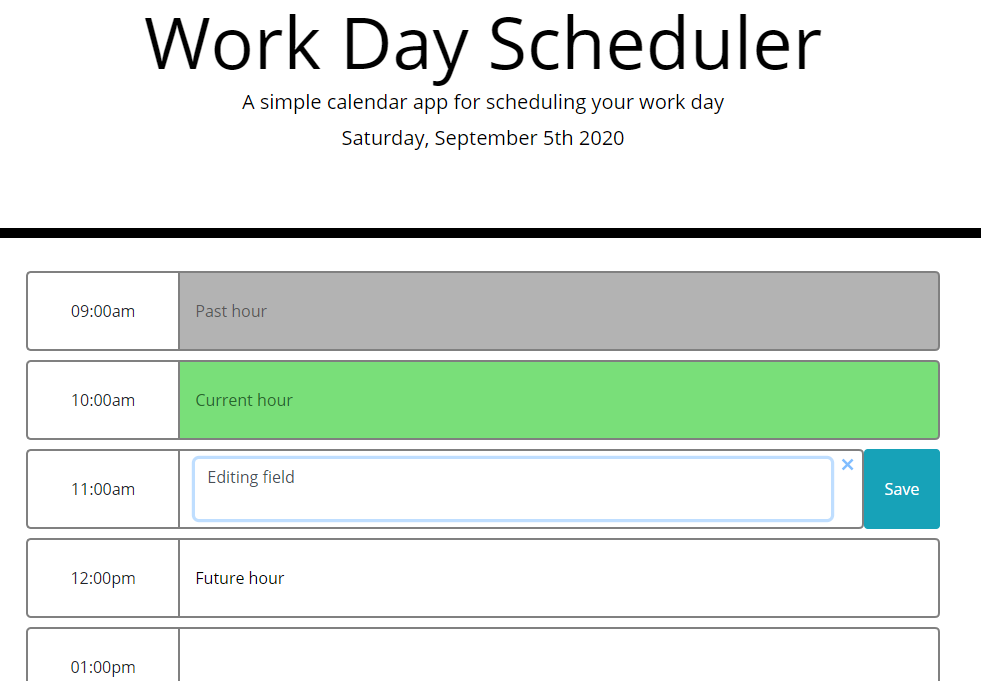 Work Day Scheduler
A simple calendar app for scheduling your work day
Saturday, September 5th 2020
09:00am
Past hour
10:00am
Current hour
11:00am
Editing field
×
Save
12:00pm
Future hour
01:00pm